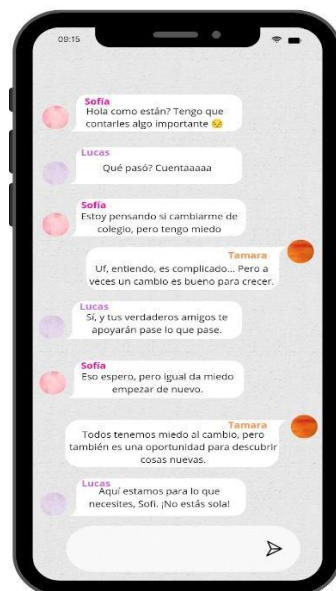 09:15
Sofía
Hola como están? Tengo que
contarles algo importante 😔
Lucas
Qué pasó? Cuentaaaaa
Sofía
Estoy pensando si cambiarme de
colegio, pero tengo miedo
Tamara
Uf, entiendo, es complicado... Pero a
veces un cambio es bueno para crecer.
Lucas
Sí, y tus verdaderos amigos te
apoyarán pase lo que pase.
Sofía
Eso espero, pero igual da miedo
empezar de nuevo.
Tamara
Todos tenemos miedo al cambio, pero
también es una oportunidad para descubrir
cosas nuevas.
Lucas
Aquí estamos para lo que
necesites, Sofi. ¡No estás sola!